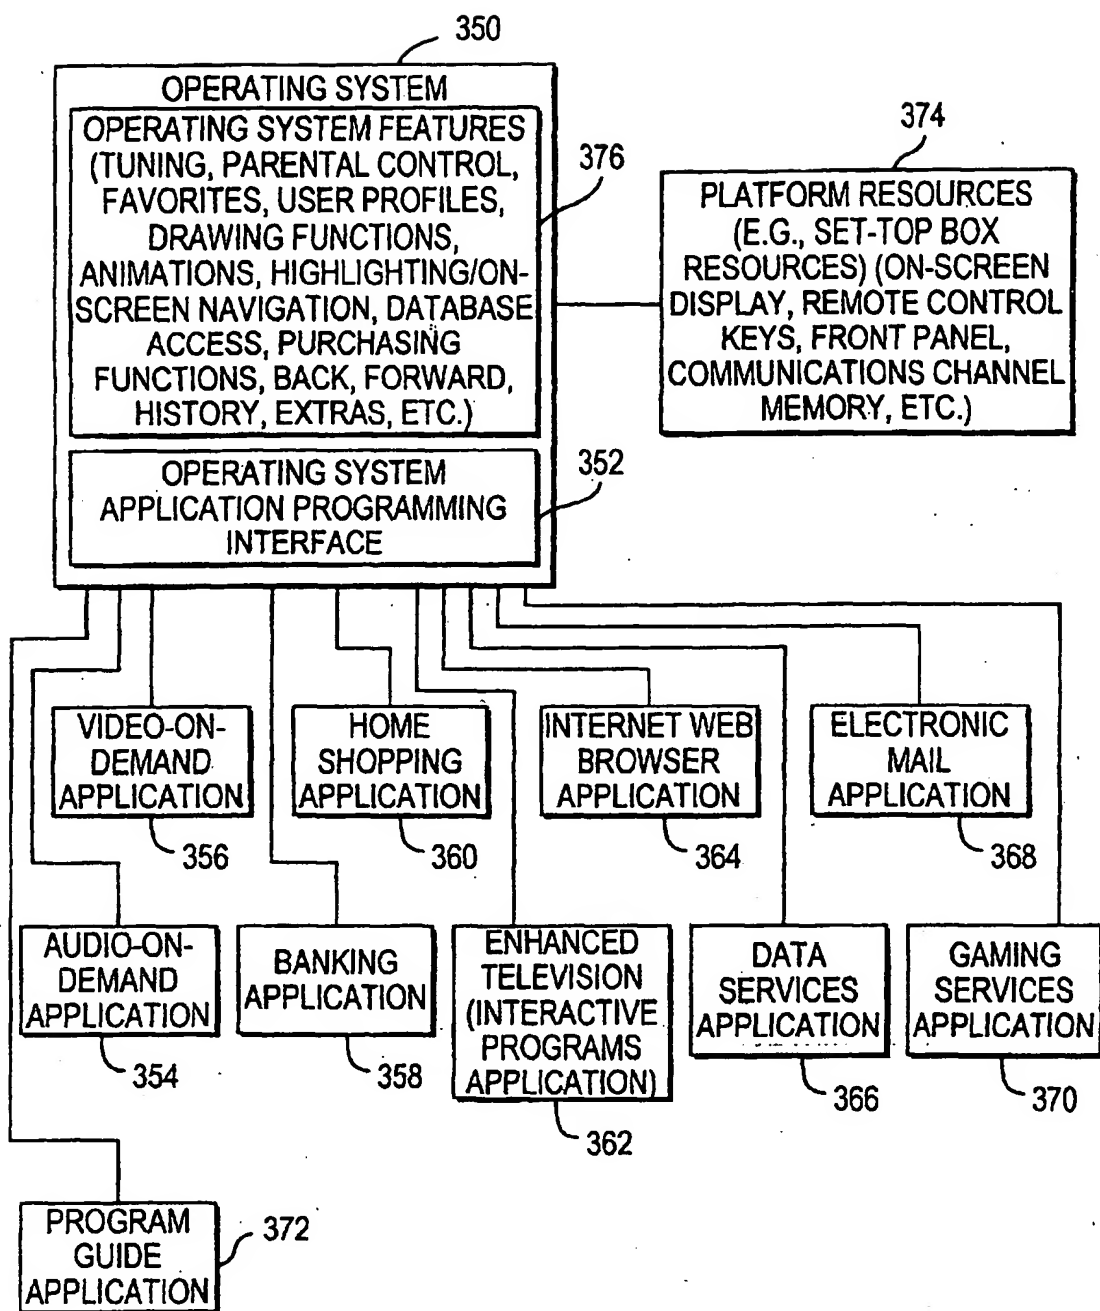 350
OPERATING SYSTEM
OPERATING SYSTEM FEATURES
(TUNING, PARENTAL CONTROL,
FAVORITES, USER PROFILES,
DRAWING FUNCTIONS,
ANIMATIONS, HIGHLIGHTING/ON-
SCREEN NAVIGATION, DATABASE
ACCESS, PURCHASING
FUNCTIONS, BACK, FORWARD,
HISTORY, EXTRAS, ETC.)
376
374
PLATFORM RESOURCES
(E.G., SET-TOP BOX
RESOURCES) (ON-SCREEN
DISPLAY, REMOTE CONTROL
KEYS, FRONT PANEL,
COMMUNICATIONS CHANNEL
MEMORY, ETC.)
OPERATING SYSTEM
APPLICATION PROGRAMMING
INTERFACE
352
VIDEO-ON-
DEMAND
APPLICATION
356
HOME
SHOPPING
APPLICATION
360
INTERNET WEB
BROWSER
APPLICATION
364
ELECTRONIC
MAIL
APPLICATION
368
AUDIO-ON-
DEMAND
APPLICATION
354
BANKING
APPLICATION
358
ENHANCED
TELEVISION
(INTERACTIVE
PROGRAMS
APPLICATION)
362
DATA
SERVICES
APPLICATION
366
GAMING
SERVICES
APPLICATION
370
PROGRAM
GUIDE
APPLICATION
372